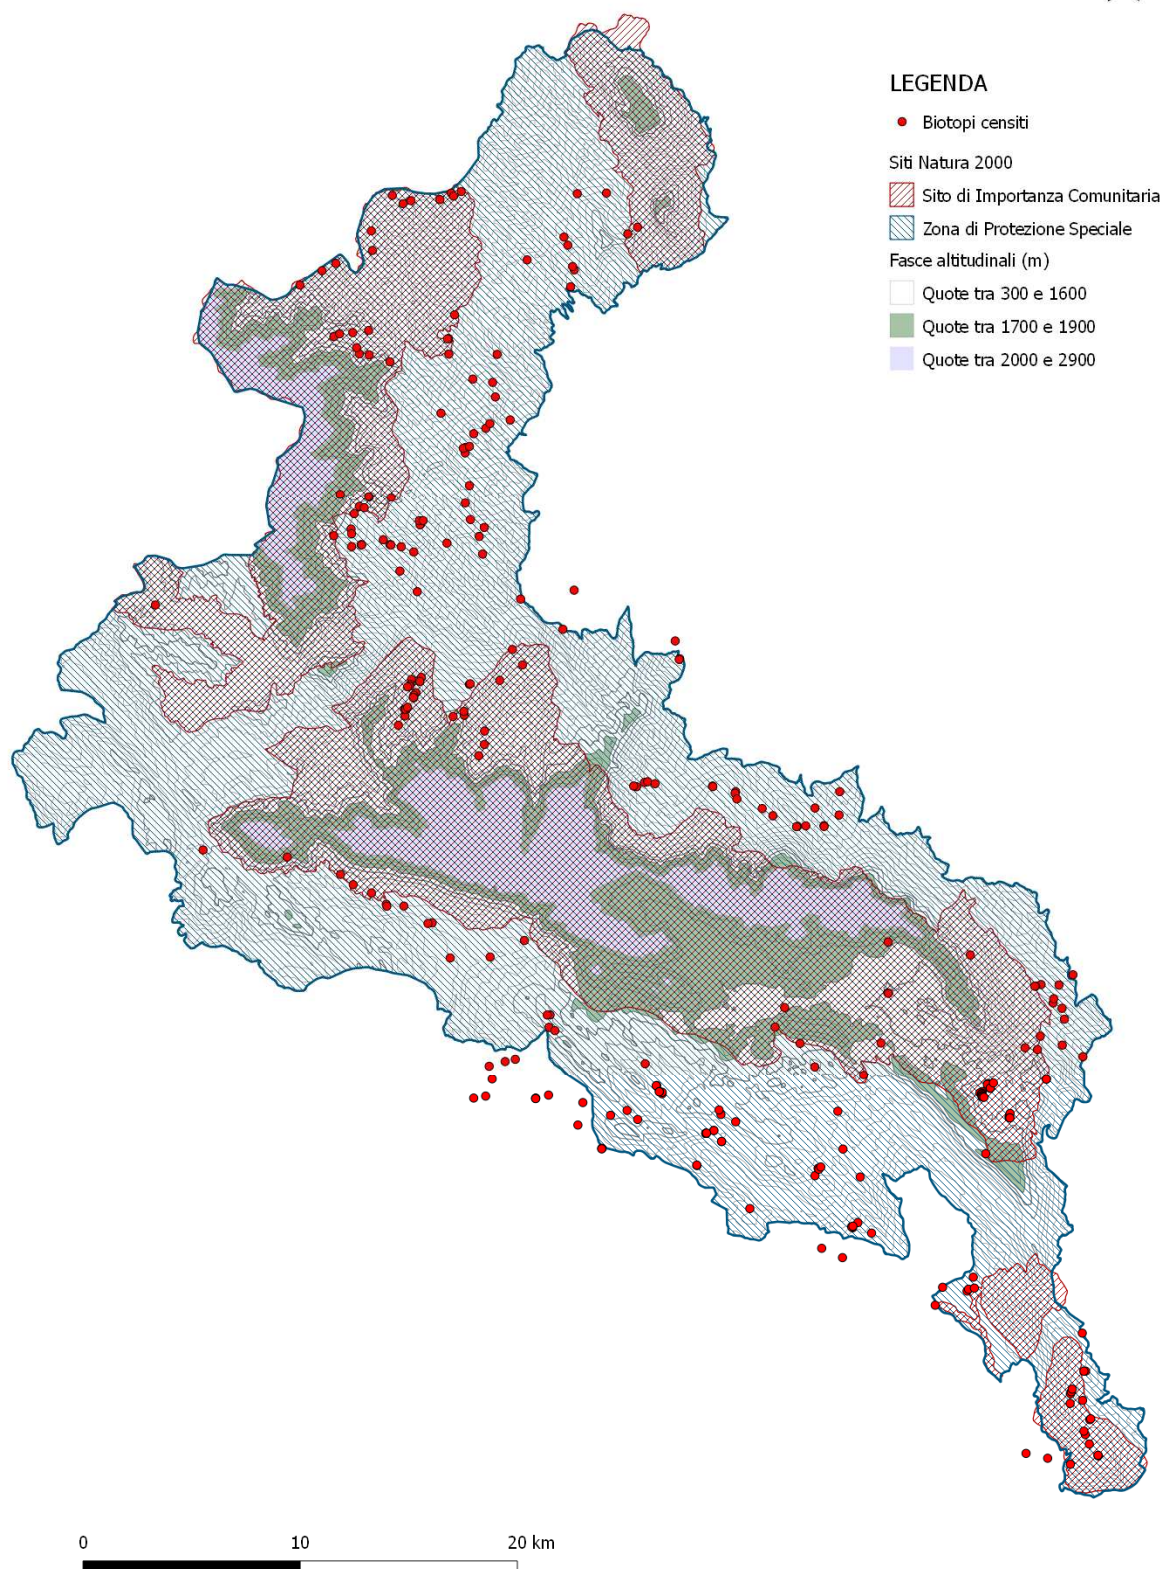 LEGENDA
Biotopi censiti
Siti Natura 2000
Sito di Importanza Comunitaria
Zona di Protezione Speciale
Fasce altitudinali (m)
Quote tra 300 e 1600
Quote tra 1700 e 1900
Quote tra 2000 e 2900
0 10 20 km